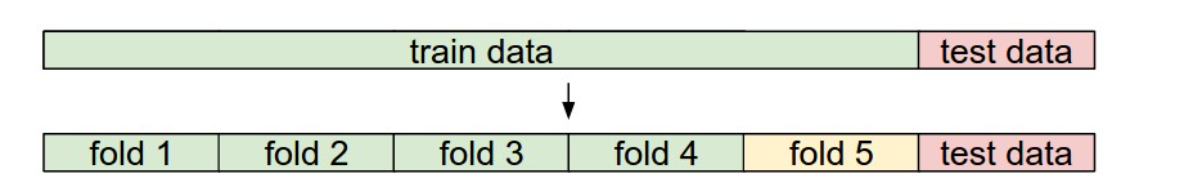 train data test data
fold 1 fold 2 fold 3 fold 4 fold 5 test data